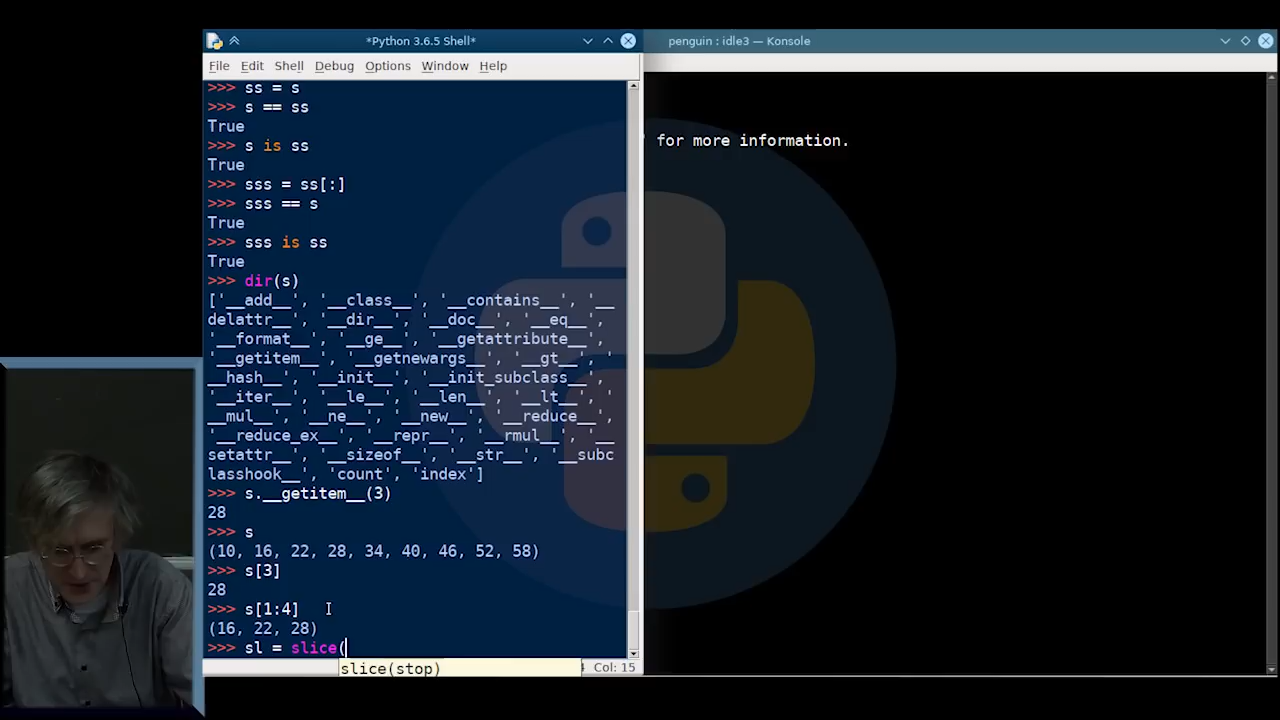 *Python 3.6.5 Shell*
penguin : idle3 — Konsole
File Edit Shell Debug Options Window Help
>>> ss = s
>>> s == ss
True
>>> s is ss
True
>>> sss = ss[:]
>>> sss == s
True
>>> sss is ss
True
>>> dir(s)
['__add__', '__class__', '__contains__', '__
delattr__', '__dir__', '__doc__', '__eq__',
'__format__', '__ge__', '__getattribute__',
'__getitem__', '__getnewargs__', '__gt__', '
__hash__', '__init__', '__init_subclass__',
'__iter__', '__le__', '__len__', '__lt__', '
__mul__', '__ne__', '__new__', '__reduce__',
'__reduce_ex__', '__repr__', '__rmul__', '__
setattr__', '__sizeof__', '__str__', '__subc
lasshook__', 'count', 'index']
>>> s.__getitem__(3)
28
>>> s
(10, 16, 22, 28, 34, 40, 46, 52, 58)
>>> s[3]
28
>>> s[1:4]
(16, 22, 28)
>>> sl = slice(
slice(stop)
Col: 15
for more information.